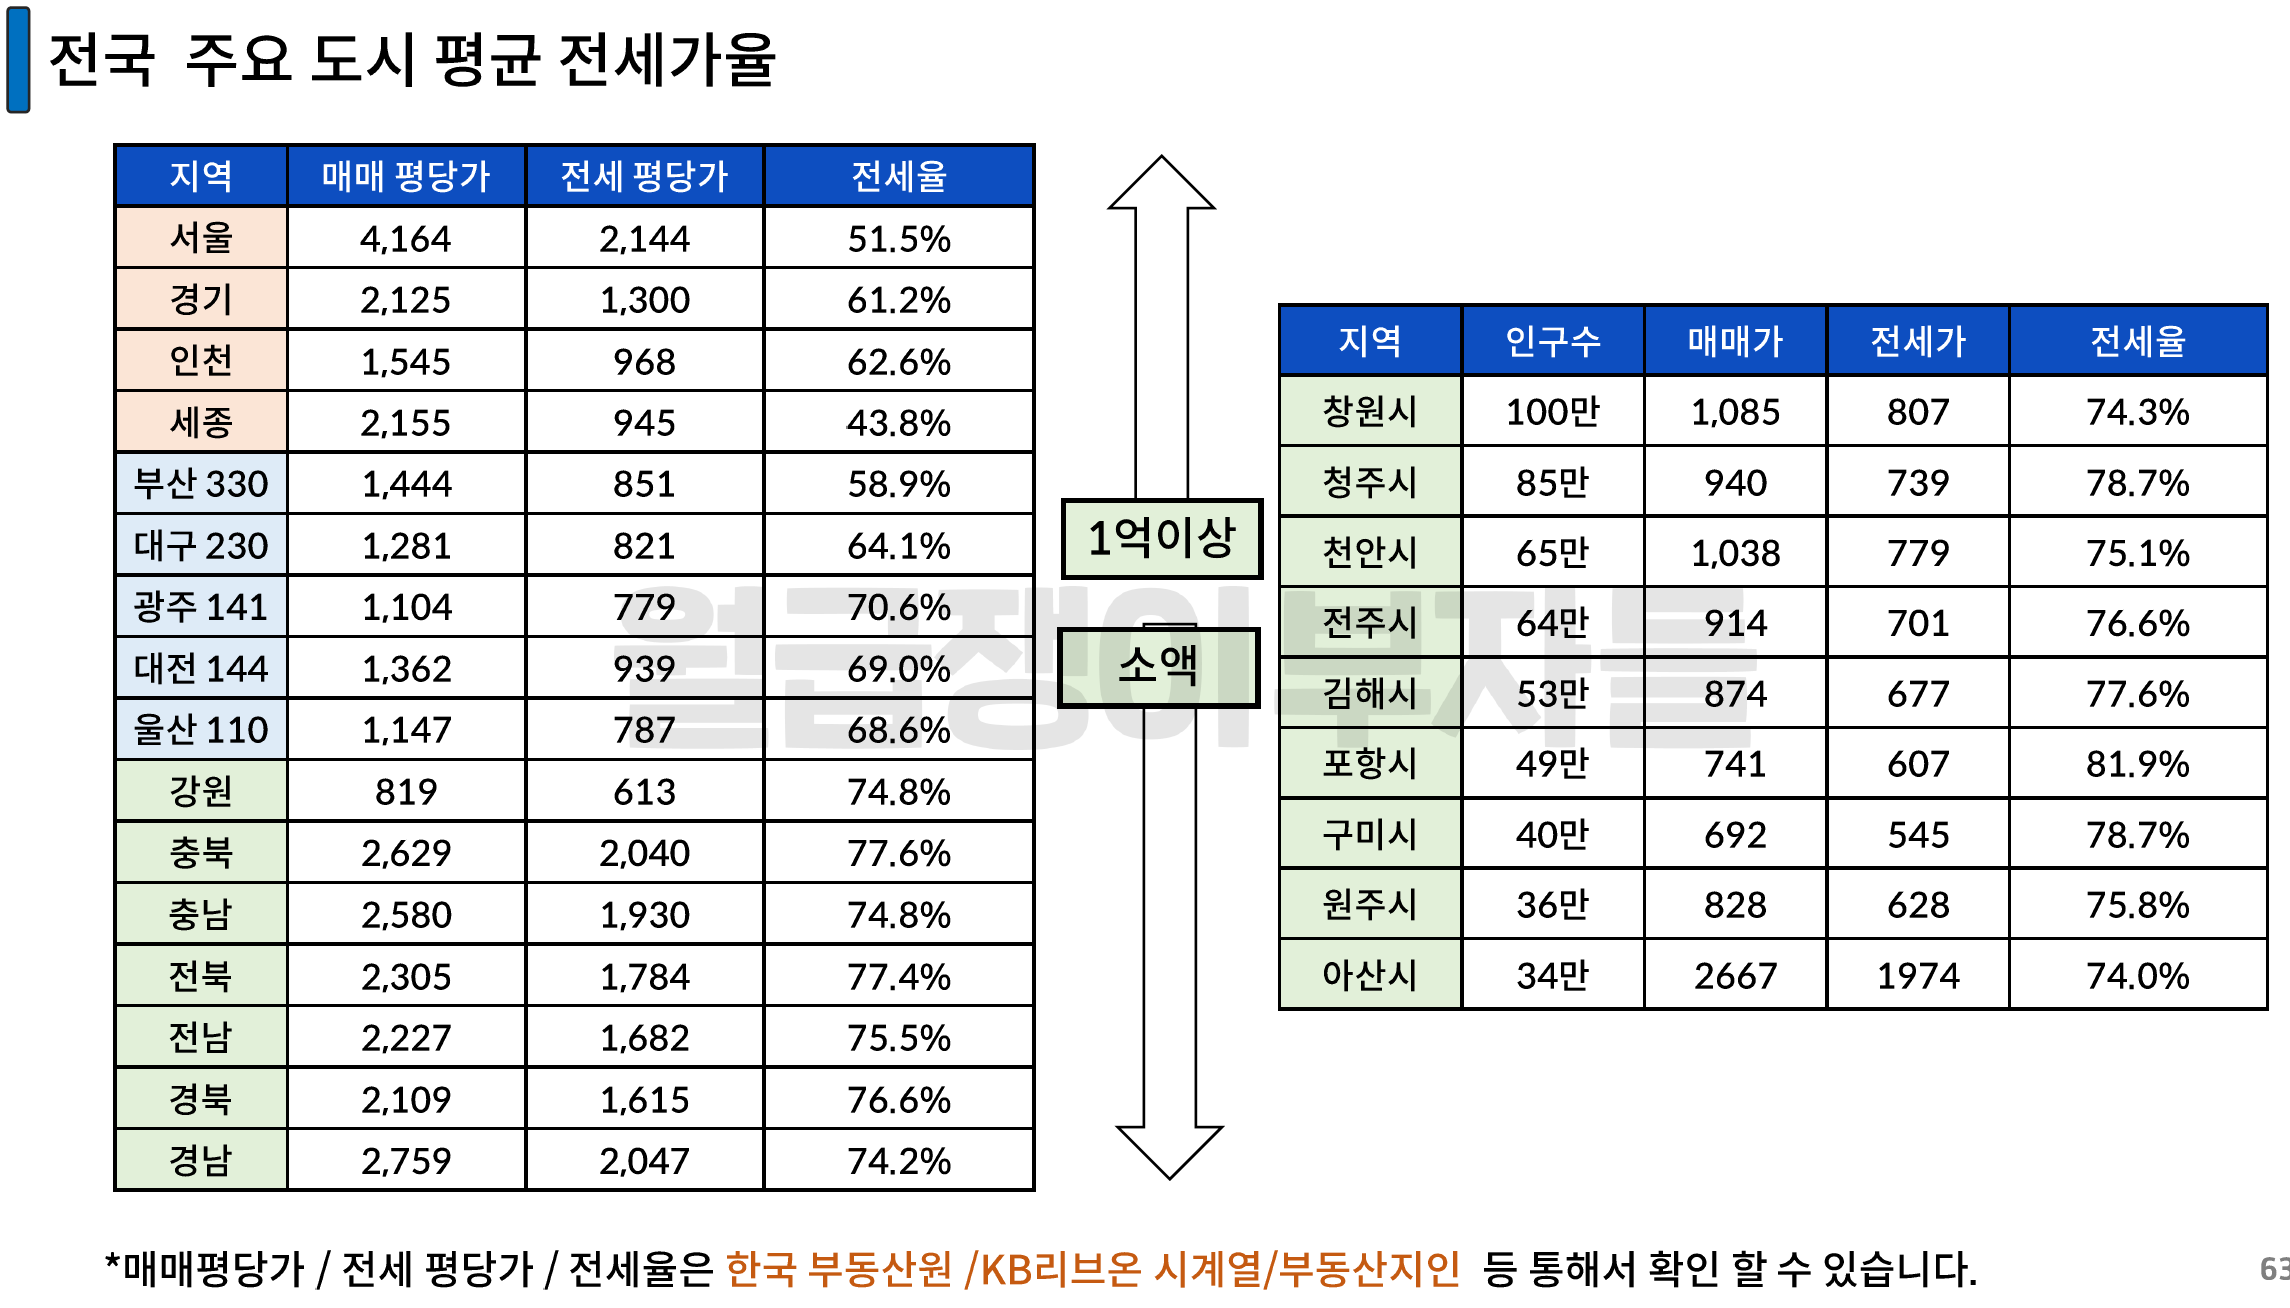 전국 주요 도시 평균 전세가율
지역 매매 평당가 전세 평당가 전세율
서울 4,164 2,144 51.5%
경기 2,125 1,300 61.2%
인천 1,545 968 62.6%
세종 2,155 945 43.8%
부산 330 1,444 851 58.9%
대구 230 1,281 821 64.1%
광주 141 1,104 779 70.6%
대전 144 1,362 939 69.0%
울산 110 1,147 787 68.6%
강원 819 613 74.8%
충북 2,629 2,040 77.6%
충남 2,580 1,930 74.8%
전북 2,305 1,784 77.4%
전남 2,227 1,682 75.5%
경북 2,109 1,615 76.6%
경남 2,759 2,047 74.2%
1억이상
소액
지역 인구수 매매가 전세가 전세율
창원시 100만 1,085 807 74.3%
청주시 85만 940 739 78.7%
천안시 65만 1,038 779 75.1%
전주시 64만 914 701 76.6%
김해시 53만 874 677 77.6%
포항시 49만 741 607 81.9%
구미시 40만 692 545 78.7%
원주시 36만 828 628 75.8%
아산시 34만 2667 1974 74.0%
월급쟁이부자들
*매매평당가 / 전세 평당가 / 전세율은 한국 부동산원 /KB리브온 시계열/부동산지인 등 통해서 확인 할 수 있습니다.
63